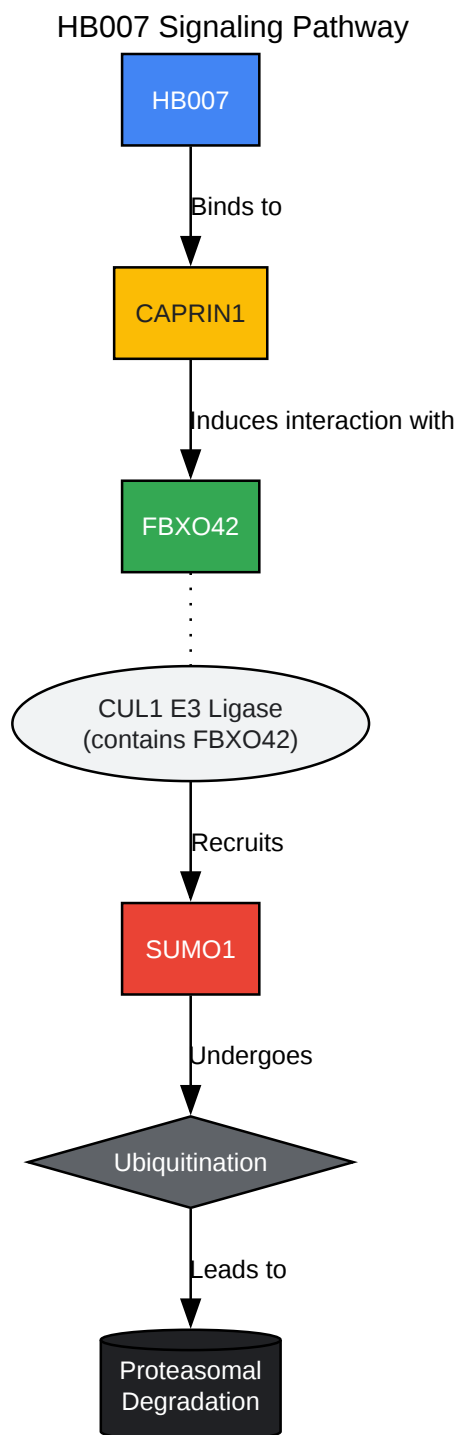 HB007 Signaling Pathway
HB007
Binds to
CAPRIN1
Induces interaction with
FBXO42
CUL1 E3 Ligase
(contains FBXO42)
Recruits
SUMO1
Undergoes
Ubiquitination
Leads to
Proteasomal
Degradation